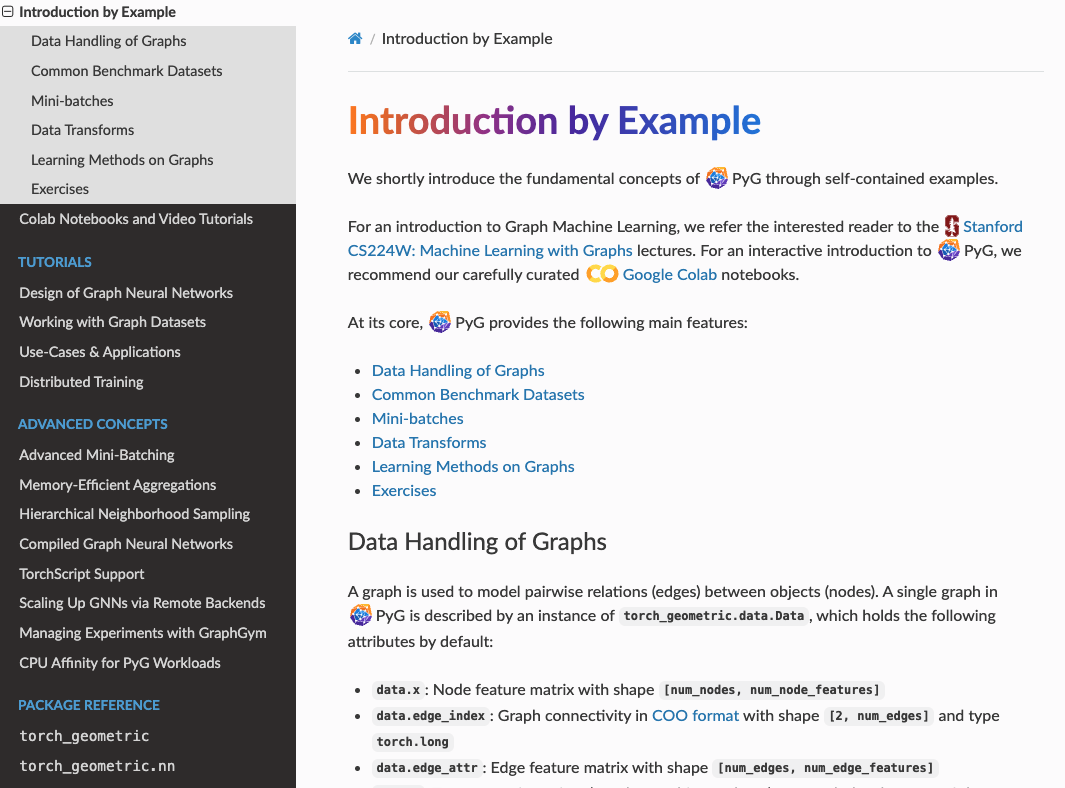 Introduction by Example
Data Handling of Graphs
Common Benchmark Datasets
Mini-batches
Data Transforms
Learning Methods on Graphs
Exercises
Colab Notebooks and Video Tutorials
TUTORIALS
Design of Graph Neural Networks
Working with Graph Datasets
Use-Cases & Applications
Distributed Training
ADVANCED CONCEPTS
Advanced Mini-Batching
Memory-Efficient Aggregations
Hierarchical Neighborhood Sampling
Compiled Graph Neural Networks
TorchScript Support
Scaling Up GNNs via Remote Backends
Managing Experiments with GraphGym
CPU Affinity for PyG Workloads
PACKAGE REFERENCE
torch_geometric
torch_geometric.nn
/ Introduction by Example
Introduction by Example
We shortly introduce the fundamental concepts of PyG through self-contained examples.
For an introduction to Graph Machine Learning, we refer the interested reader to the Stanford
CS224W: Machine Learning with Graphs lectures. For an interactive introduction to PyG, we
recommend our carefully curated Google Colab notebooks.
At its core, PyG provides the following main features:
• Data Handling of Graphs
• Common Benchmark Datasets
• Mini-batches
• Data Transforms
• Learning Methods on Graphs
• Exercises
Data Handling of Graphs
A graph is used to model pairwise relations (edges) between objects (nodes). A single graph in
PyG is described by an instance of torch_geometric.data.Data, which holds the following
attributes by default:
• data.x: Node feature matrix with shape [num_nodes, num_node_features]
• data.edge_index: Graph connectivity in COO format with shape [2, num_edges] and type
torch.long
• data.edge_attr: Edge feature matrix with shape [num_edges, num_edge_features]